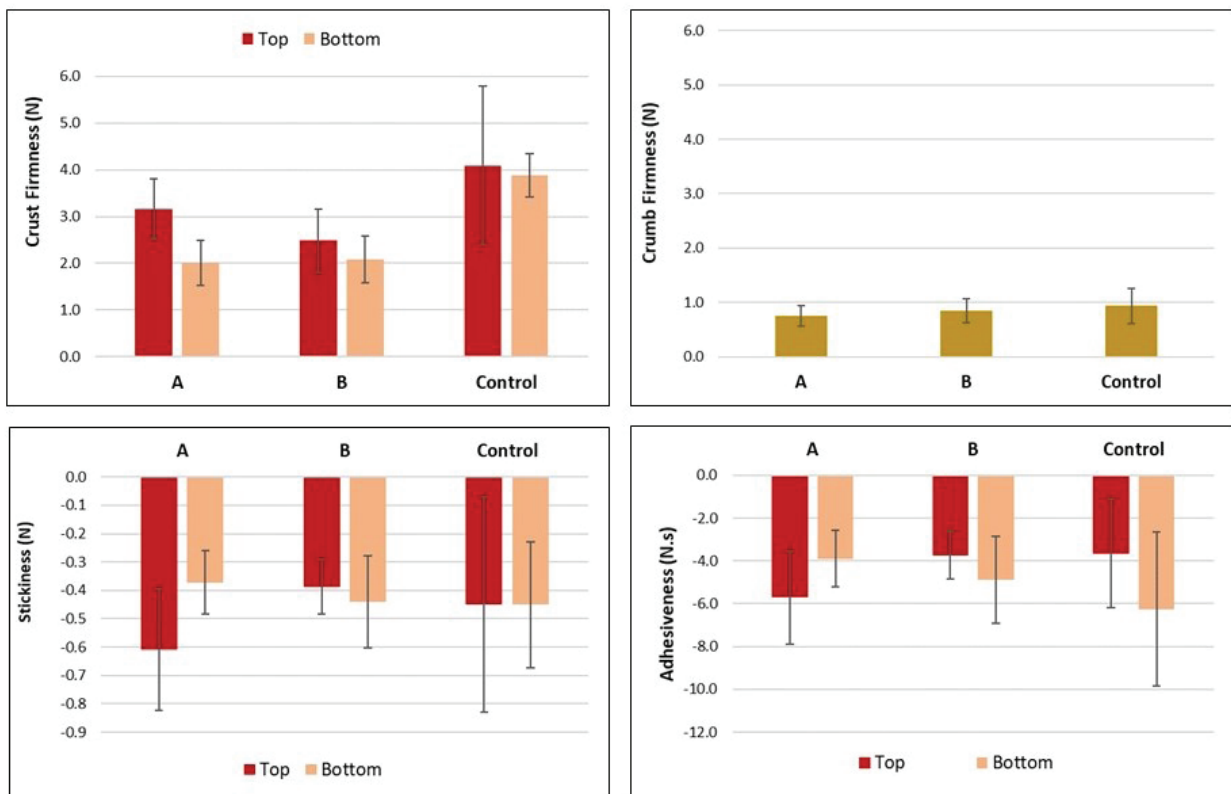 Top Bottom
Crust Firmness (N)
6.0
5.0
4.0
3.0
2.0
1.0
0.0
A B Control
Crumb Firmness (N)
6.0
5.0
4.0
3.0
2.0
1.0
0.0
A B Control
A B Control
Stickiness (N)
0.0
-0.1
-0.2
-0.3
-0.4
-0.5
-0.6
-0.7
-0.8
-0.9
Top Bottom
A B Control
Adhesiveness (N.s)
0.0
-2.0
-4.0
-6.0
-8.0
-10.0
-12.0
Top Bottom